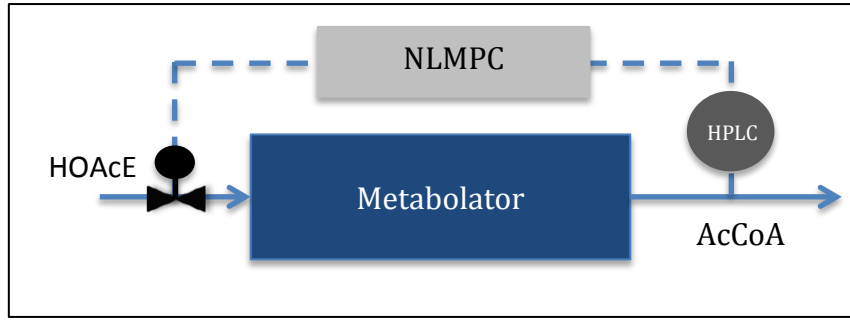 NLMPC
HPLC
HOAcE
Metabolator
AcCoA